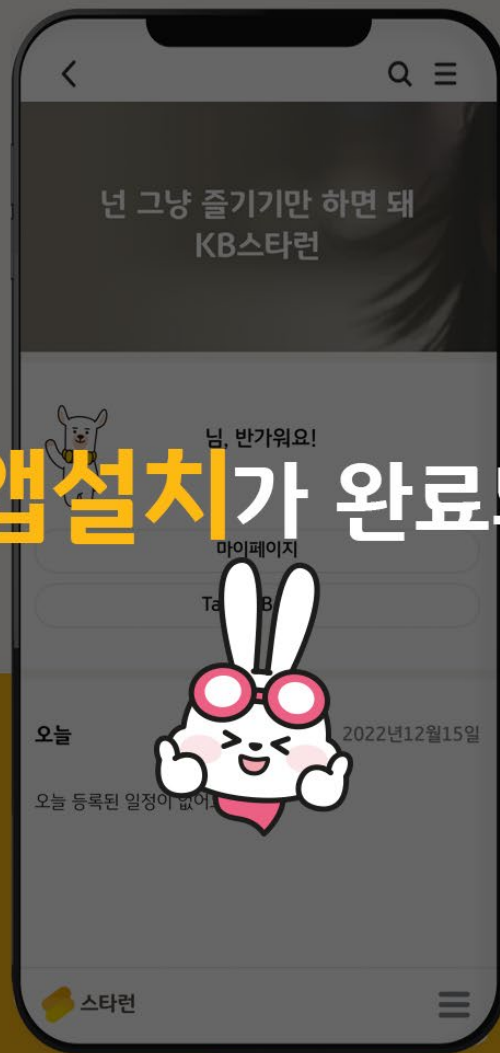 넌 그냥 즐기기만 하면 돼
KB스타런
님, 반가워요!
앱설치가 완료
마이페이지
오늘
2022년12월15일
오늘 등록된 일정이
스타런